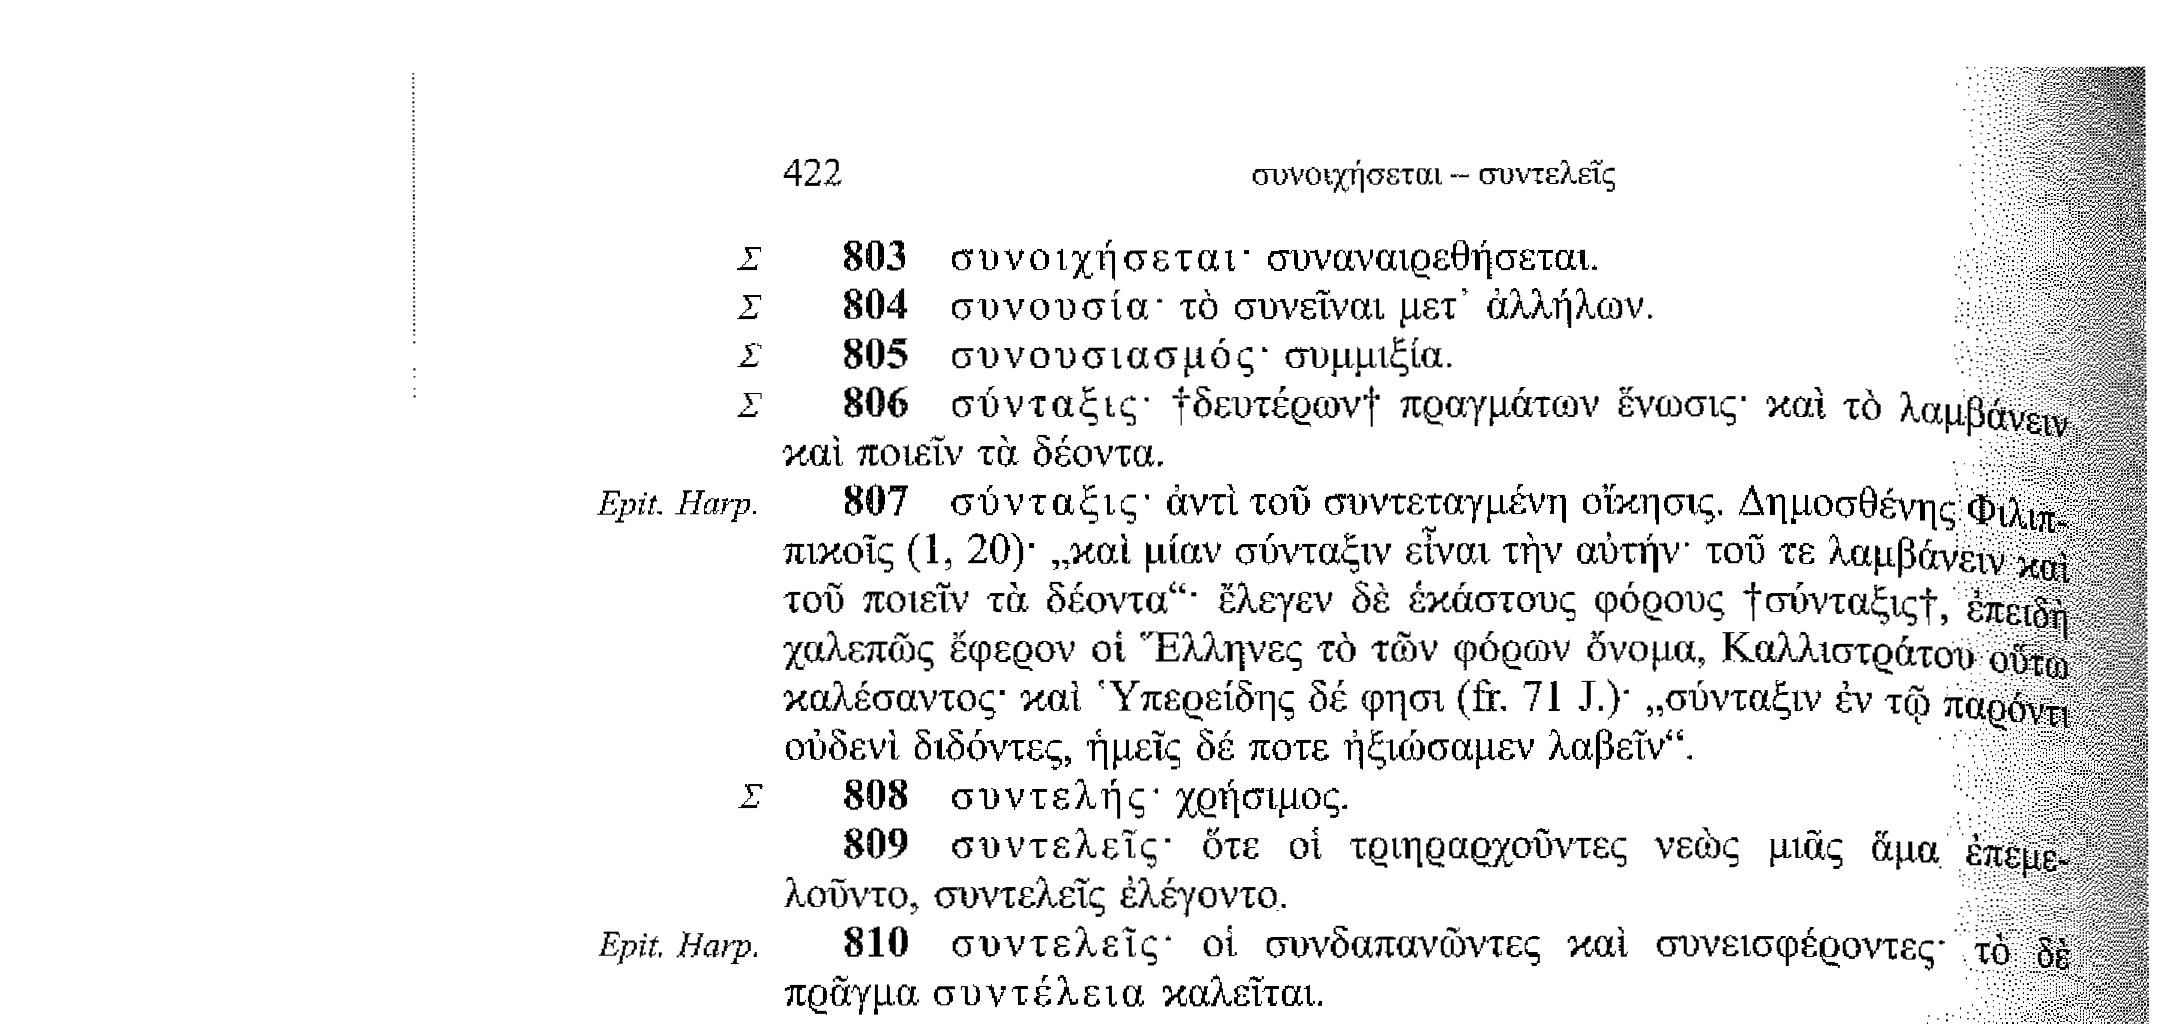 422 συνοιχήσεται – συντελεῖς
Σ 803 συνοιχήσεται· συναναιρεθήσεται.
Σ 804 συνουσία· τὸ συνεῖναι μετ᾽ ἀλλήλων.
Σ 805 συνουσιασμός· συμμιξία.
Σ 806 σύνταξις· †δευτέρων† πραγμάτων ἕνωσις· καὶ τὸ λαμβάνειν
καὶ ποιεῖν τὰ δέοντα.
Epit. Harp. 807 σύνταξις· ἀντὶ τοῦ συντεταγμένη οἴκησις. Δημοσθένης Φιλιπ-
πικοῖς (1, 20)· „καὶ μίαν σύνταξιν εἶναι τὴν αὐτήν· τοῦ τε λαμβάνειν καὶ
τοῦ ποιεῖν τὰ δέοντα“· ἔλεγεν δὲ ἑκάστους φόρους †σύνταξις†, ἐπειδὴ
χαλεπῶς ἔφερον οἱ Ἕλληνες τὸ τῶν φόρων ὄνομα, Καλλιστράτου οὕτω
καλέσαντος· καὶ Ὑπερείδης δέ φησι (fr. 71 J.)· „σύνταξιν ἐν τῷ παρόντι
οὐδενὶ διδόντες, ἡμεῖς δέ ποτε ἠξιώσαμεν λαβεῖν“.
Σ 808 συντελής· χρήσιμος.
809 συντελεῖς· ὅτε οἱ τριηραρχοῦντες νεὼς μιᾶς ἅμα ἐπεμε-
λοῦντο, συντελεῖς ἐλέγοντο.
Epit. Harp. 810 συντελεῖς· οἱ συνδαπανῶντες καὶ συνεισφέροντες· τὸ δὲ
πρᾶγμα συντέλεια καλεῖται.